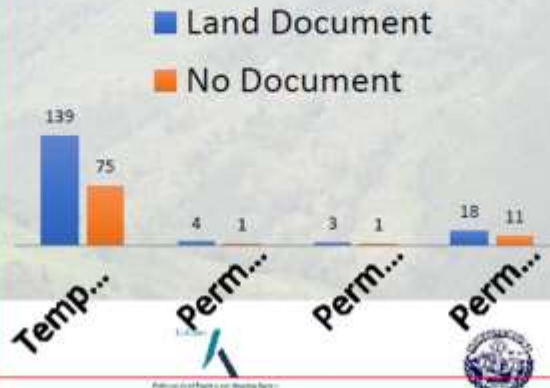 Land Document
No Document
139
75
4
1
3
1
18
11
Temp...
Perm...
Perm...
Perm...